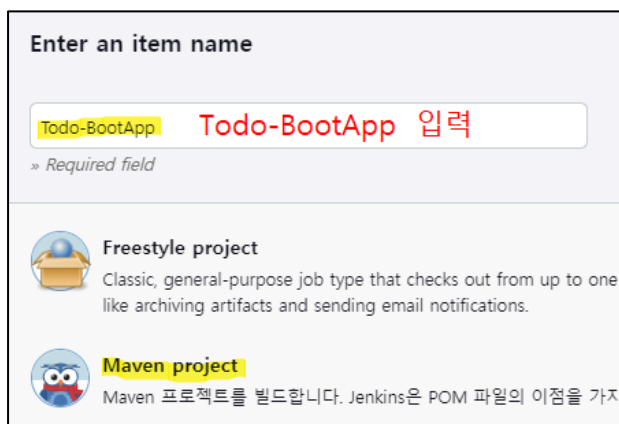 Enter an item name
Todo-BootApp Todo-BootApp 입력
» Required field
Freestyle project
Classic, general-purpose job type that checks out from up to one
like archiving artifacts and sending email notifications.
Maven project
Maven 프로젝트를 빌드합니다. Jenkins은 POM 파일의 이점을 가지